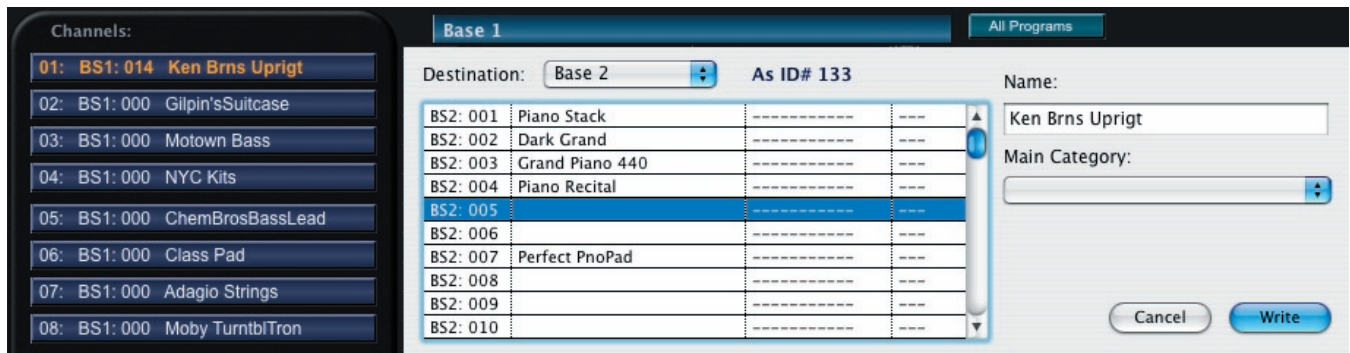 Channels:
01: BS1: 014 Ken Brns Uprigt
02: BS1: 000 Gilpin'sSuitcase
03: BS1: 000 Motown Bass
04: BS1: 000 NYC Kits
05: BS1: 000 ChemBrosBassLead
06: BS1: 000 Class Pad
07: BS1: 000 Adagio Strings
08: BS1: 000 Moby TurntblTron
Base 1
All Programs
Destination: Base 2 As ID# 133
BS2: 001 Piano Stack ----------- ---
BS2: 002 Dark Grand ----------- ---
BS2: 003 Grand Piano 440 ----------- ---
BS2: 004 Piano Recital ----------- ---
BS2: 005 ----------- ---
BS2: 006 ----------- ---
BS2: 007 Perfect PnoPad ----------- ---
BS2: 008 ----------- ---
BS2: 009 ----------- ---
BS2: 010 ----------- ---
Name:
Ken Brns Uprigt
Main Category:
Cancel Write